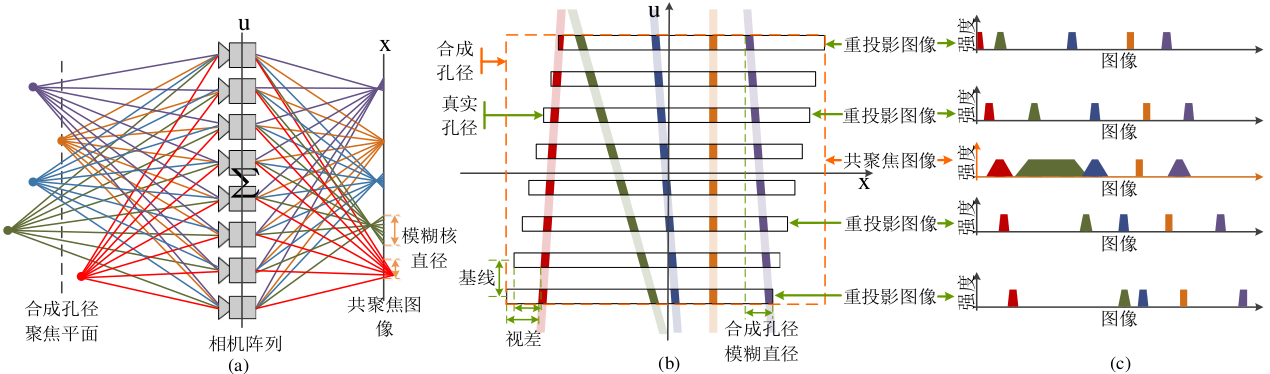 u
x
Σ
模糊核
直径
合成孔径
聚焦平面
共聚焦图
像
相机阵列
(a)
u
合成
孔径
真实
孔径
x
基线
视差
合成孔径
模糊直径
重投影图像
重投影图像
共聚焦图像
重投影图像
重投影图像
(b)
强度
图像
强度
图像
强度
图像
强度
图像
强度
图像
(c)